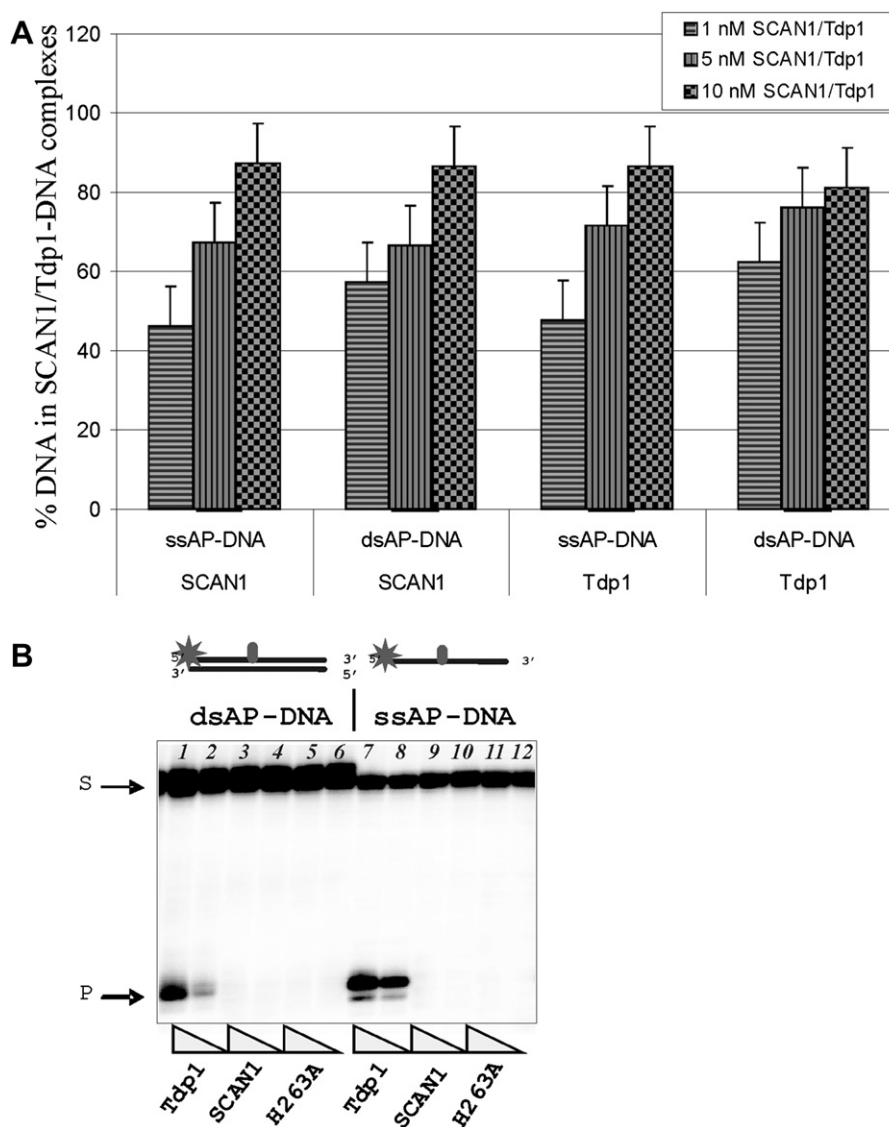 A
% DNA in SCAN1/Tdp1-DNA complexes
120
100
80
60
40
20
0
1 nM SCAN1/Tdp1
5 nM SCAN1/Tdp1
10 nM SCAN1/Tdp1
ssAP-DNA dsAP-DNA ssAP-DNA dsAP-DNA
SCAN1 SCAN1 Tdp1 Tdp1
B
5' 3' 5' 3'
3' 5'
dsAP-DNA ssAP-DNA
1 2 3 4 5 6 7 8 9 10 11 12
S
P
Tdp1 SCAN1 H263A Tdp1 SCAN1 H263A